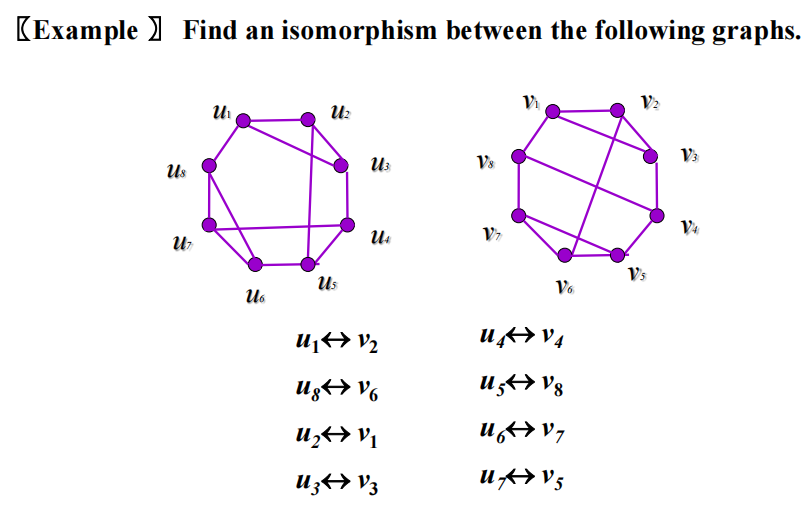 〖Example 〗 Find an isomorphism between the following graphs.
u₁ u₂ v₁ v₂
u₈ u₃ v₈ v₃
u₇ u₄ v₇ v₄
u₆ u₅ v₆ v₅
u₁↔v₂ u₄↔v₄
u₈↔v₆ u₅↔v₈
u₂↔v₁ u₆↔v₇
u₃↔v₃ u₇↔v₅